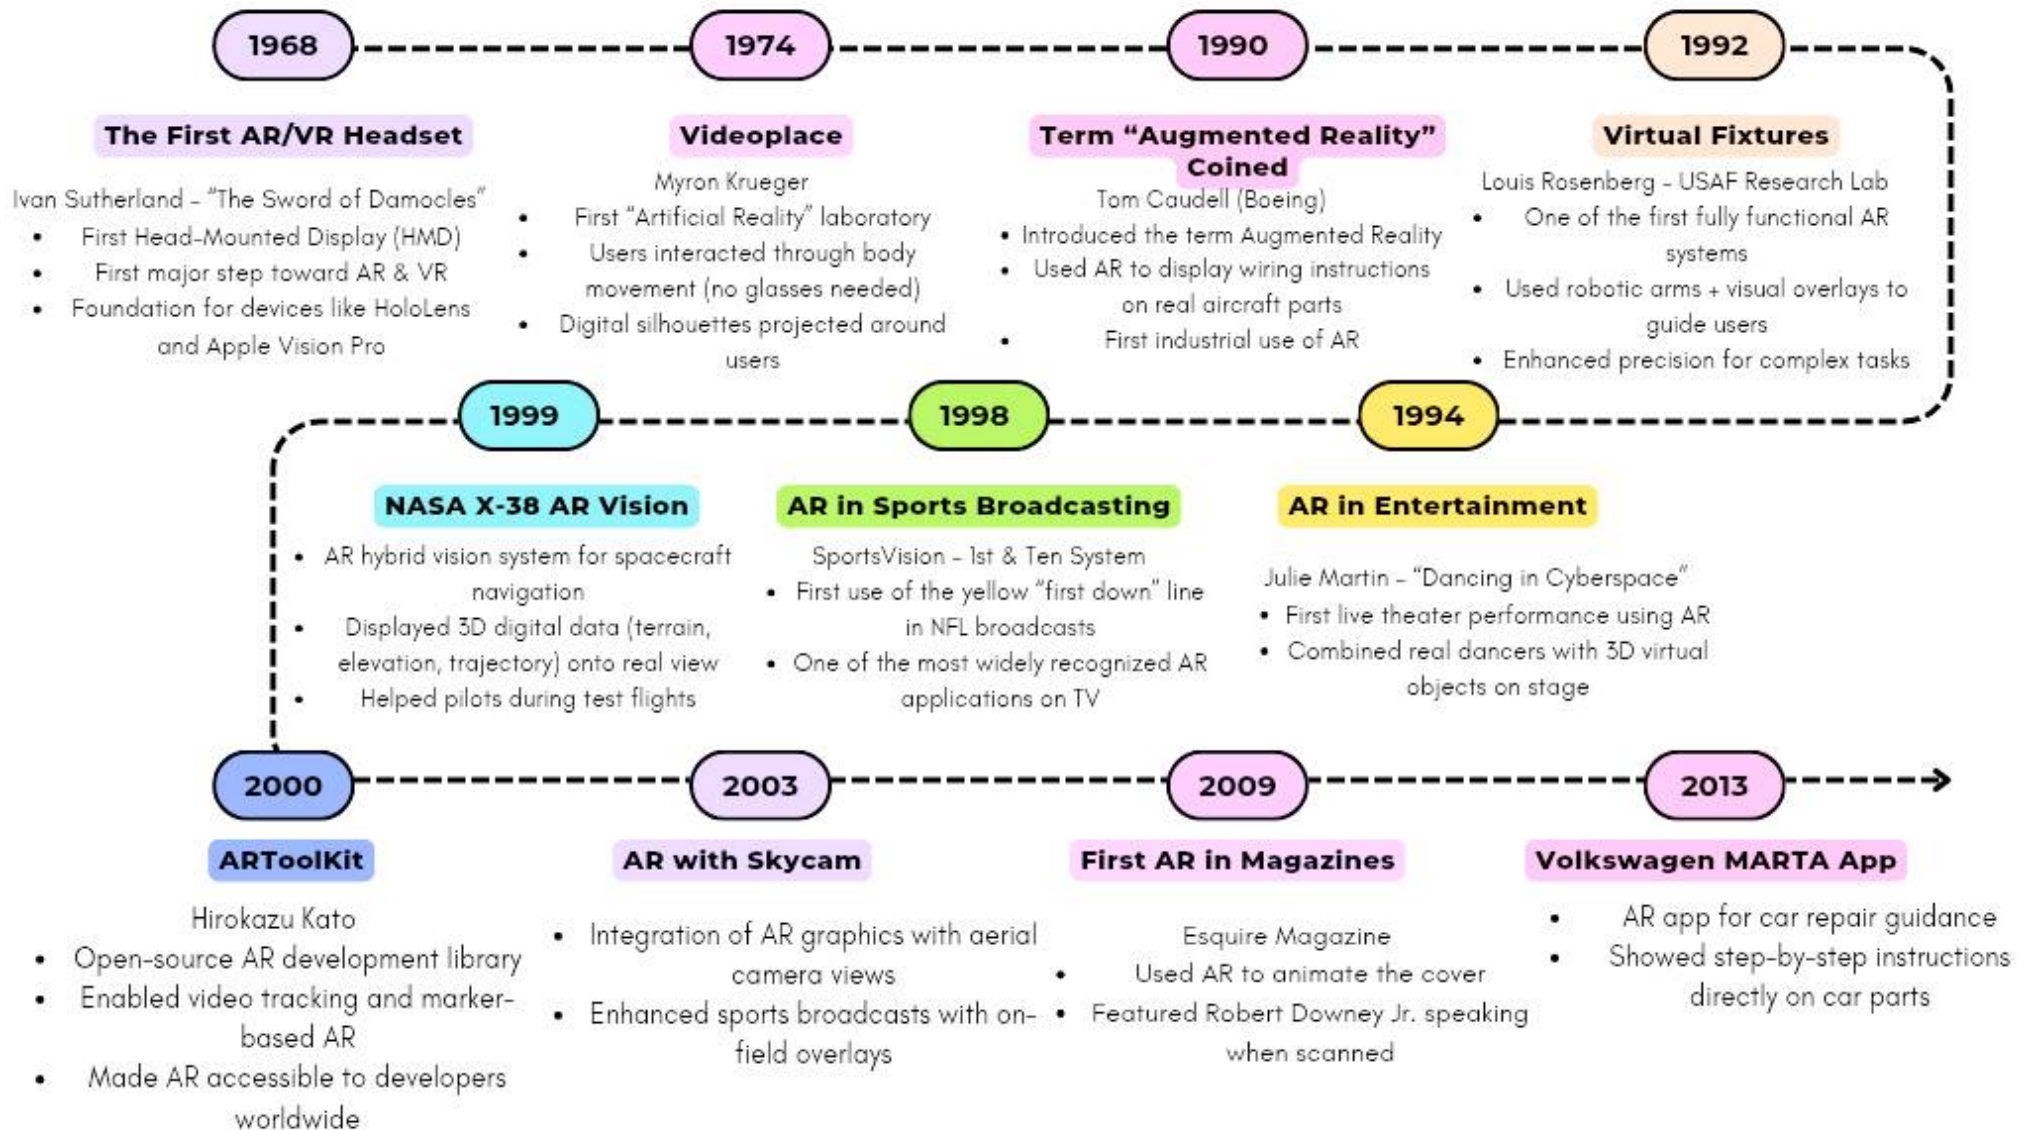 1968
1974
1990
1992
The First AR/VR Headset
Ivan Sutherland - "The Sword of Damocles"
• First Head-Mounted Display (HMD)
• First major step toward AR & VR
• Foundation for devices like HoloLens
and Apple Vision Pro
Videoplace
Myron Krueger
• First "Artificial Reality" laboratory
• Users interacted through body
movement (no glasses needed)
• Digital silhouettes projected around
users
Term “Augmented Reality”
Coined
Tom Caudell (Boeing)
• Introduced the term Augmented Reality
• Used AR to display wiring instructions
on real aircraft parts
• First industrial use of AR
Virtual Fixtures
Louis Rosenberg - USAF Research Lab
• One of the first fully functional AR
systems
• Used robotic arms + visual overlays to
guide users
• Enhanced precision for complex tasks
1999
1998
1994
NASA X-38 AR Vision
• AR hybrid vision system for spacecraft
navigation
• Displayed 3D digital data (terrain,
elevation, trajectory) onto real view
• Helped pilots during test flights
AR in Sports Broadcasting
SportsVision - 1st & Ten System
• First use of the yellow "first down" line
in NFL broadcasts
• One of the most widely recognized AR
applications on TV
AR in Entertainment
Julie Martin - "Dancing in Cyberspace"
• First live theater performance using AR
• Combined real dancers with 3D virtual
objects on stage
2000
2003
2009
2013
ARToolKit
Hirokazu Kato
• Open-source AR development library
• Enabled video tracking and marker-
based AR
• Made AR accessible to developers
worldwide
AR with Skycam
• Integration of AR graphics with aerial
camera views
• Enhanced sports broadcasts with on-
field overlays
First AR in Magazines
Esquire Magazine
• Used AR to animate the cover
• Featured Robert Downey Jr. speaking
when scanned
Volkswagen MARTA App
• AR app for car repair guidance
• Showed step-by-step instructions
directly on car parts